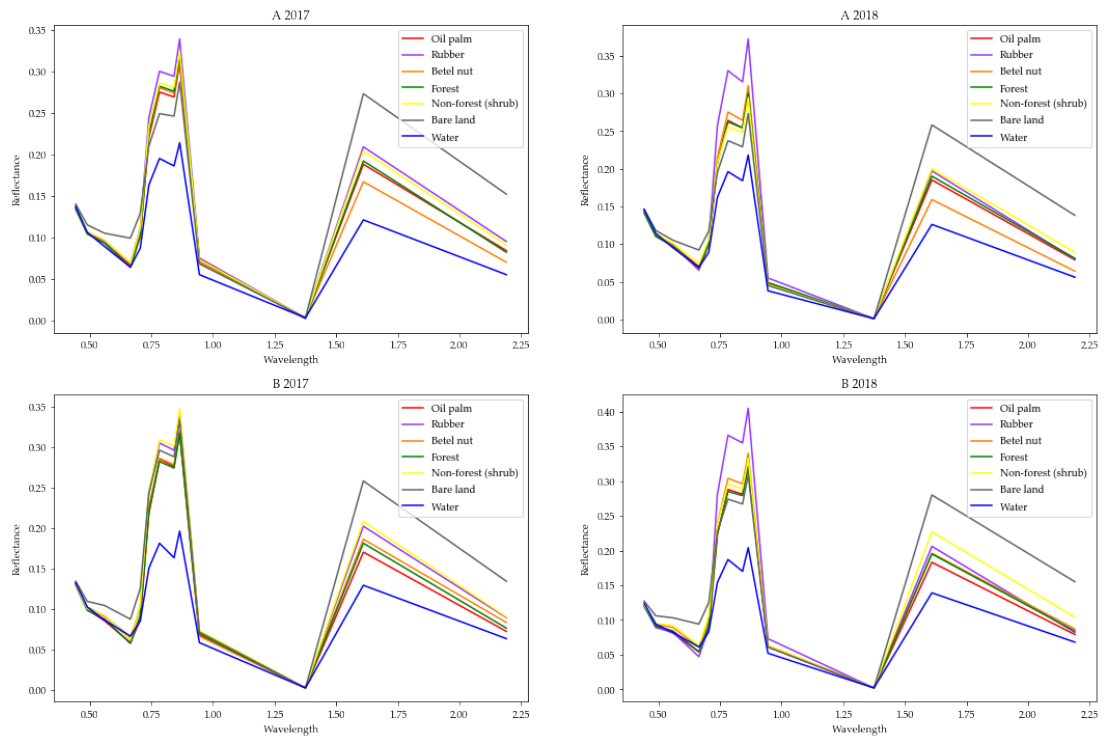 A 2017
0.35
0.30
0.25
0.20
0.15
0.10
0.05
0.00
Reflectance
0.50
0.75
1.00
1.25
1.50
1.75
2.00
2.25
Wavelength
Oil palm
Rubber
Betel nut
Forest
Non-forest (shrub)
Bare land
Water
A 2018
0.35
0.30
0.25
0.20
0.15
0.10
0.05
0.00
Reflectance
0.50
0.75
1.00
1.25
1.50
1.75
2.00
2.25
Wavelength
Oil palm
Rubber
Betel nut
Forest
Non-forest (shrub)
Bare land
Water
B 2017
0.35
0.30
0.25
0.20
0.15
0.10
0.05
0.00
Reflectance
0.50
0.75
1.00
1.25
1.50
1.75
2.00
2.25
Wavelength
Oil palm
Rubber
Betel nut
Forest
Non-forest (shrub)
Bare land
Water
B 2018
0.40
0.35
0.30
0.25
0.20
0.15
0.10
0.05
0.00
Reflectance
0.50
0.75
1.00
1.25
1.50
1.75
2.00
2.25
Wavelength
Oil palm
Rubber
Betel nut
Forest
Non-forest (shrub)
Bare land
Water